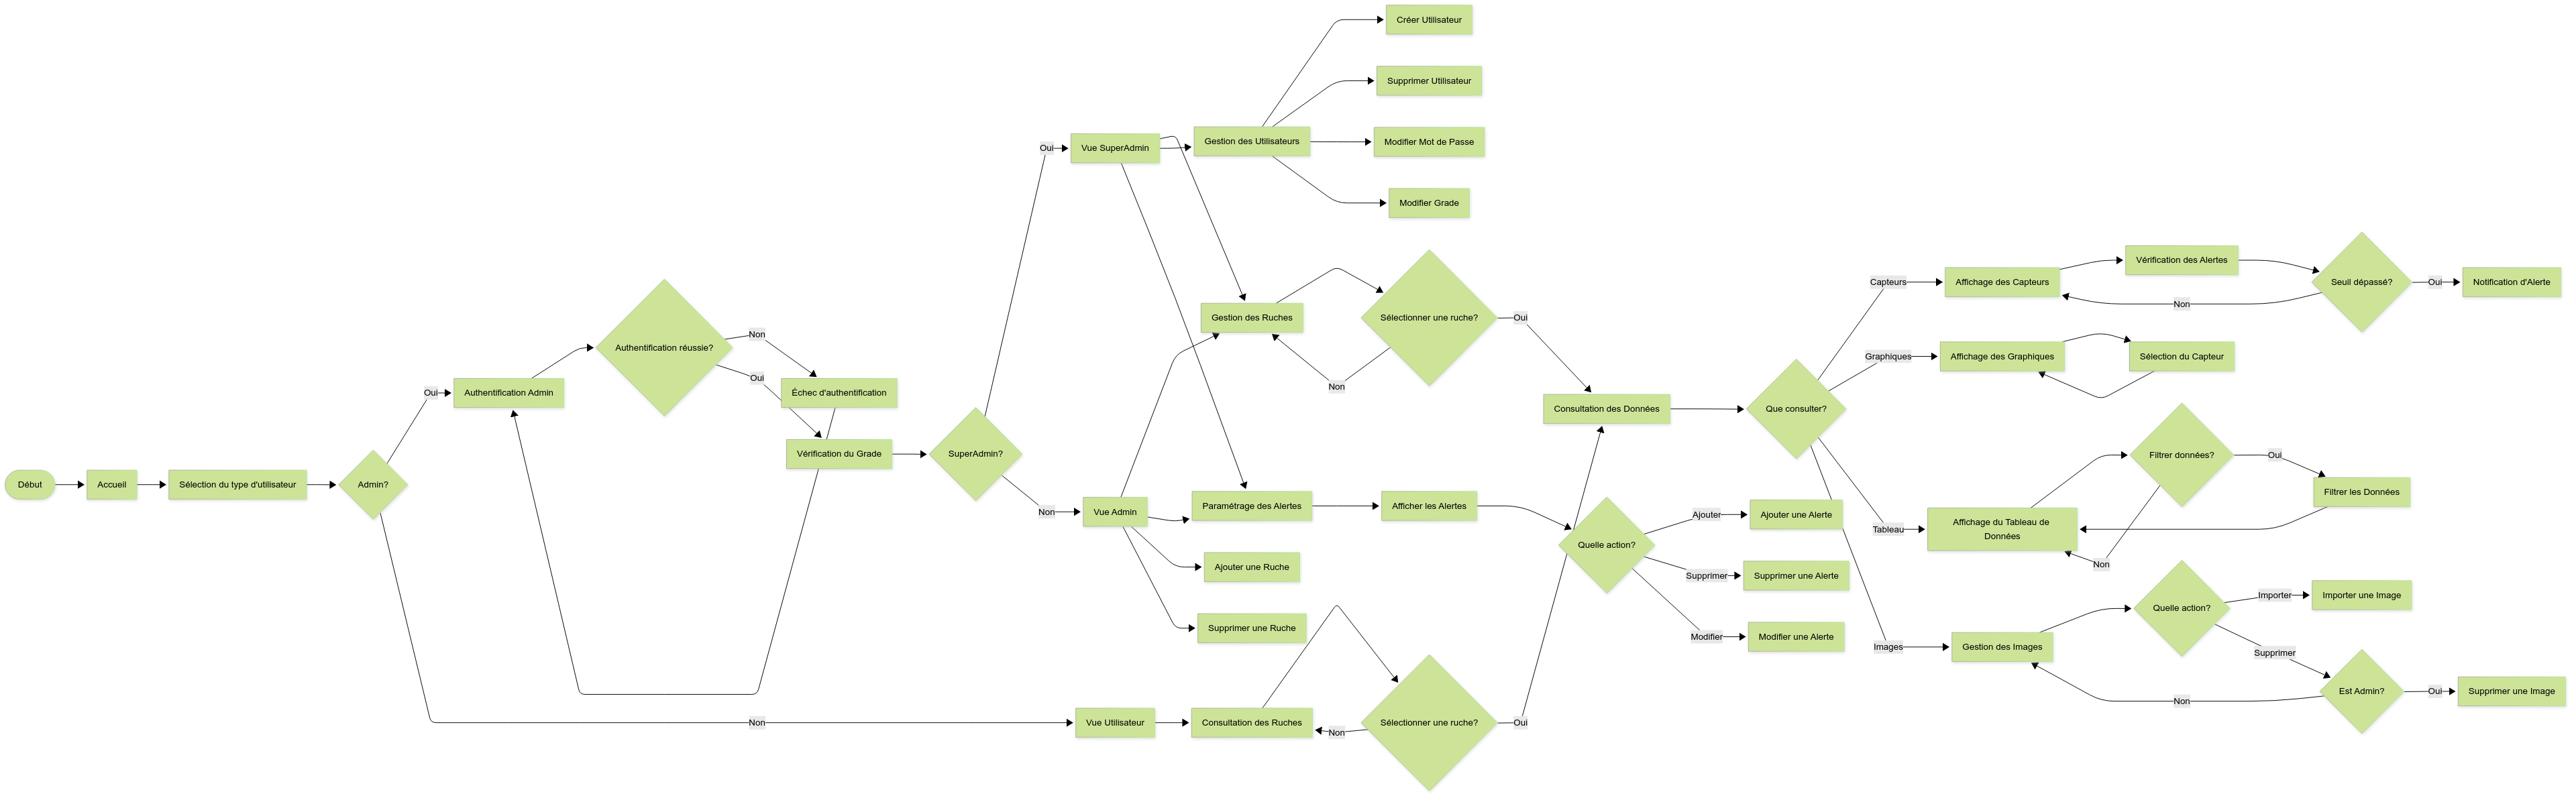 Début
Accueil
Sélection du type d'utilisateur
Admin?
Oui
Authentification Admin
Authentification réussie?
Non
Oui
Échec d'authentification
Vérification du Grade
SuperAdmin?
Oui
Vue SuperAdmin
Gestion des Utilisateurs
Créer Utilisateur
Supprimer Utilisateur
Modifier Mot de Passe
Modifier Grade
Gestion des Ruches
Sélectionner une ruche?
Oui
Non
Non
Vue Admin
Paramétrage des Alertes
Afficher les Alertes
Ajouter une Ruche
Supprimer une Ruche
Non
Vue Utilisateur
Consultation des Ruches
Non
Sélectionner une ruche?
Oui
Consultation des Données
Quelle action?
Ajouter
Ajouter une Alerte
Supprimer
Supprimer une Alerte
Modifier
Modifier une Alerte
Que consulter?
Capteurs
Affichage des Capteurs
Vérification des Alertes
Non
Seuil dépassé?
Oui
Notification d'Alerte
Graphiques
Affichage des Graphiques
Sélection du Capteur
Tableau
Affichage du Tableau de
Données
Filtrer données?
Oui
Filtrer les Données
Non
Images
Gestion des Images
Quelle action?
Importer
Importer une Image
Supprimer
Est Admin?
Non
Oui
Supprimer une Image